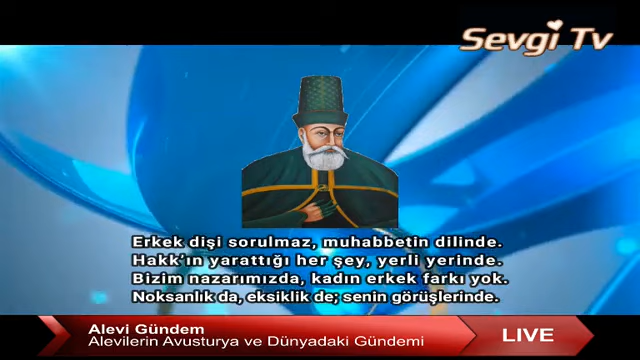 Sevgi Tv
Erkek dişi sorulmaz, muhabbetin dilinde.
Hakk'ın yarattığı her şey, yerli yerinde.
Bizim nazarımızda, kadın erkek farkı yok.
Noksanlık da, eksiklik de; senin görüşlerinde.
Alevi Gündem
Alevilerin Avusturya ve Dünyadaki Gündemi
LIVE